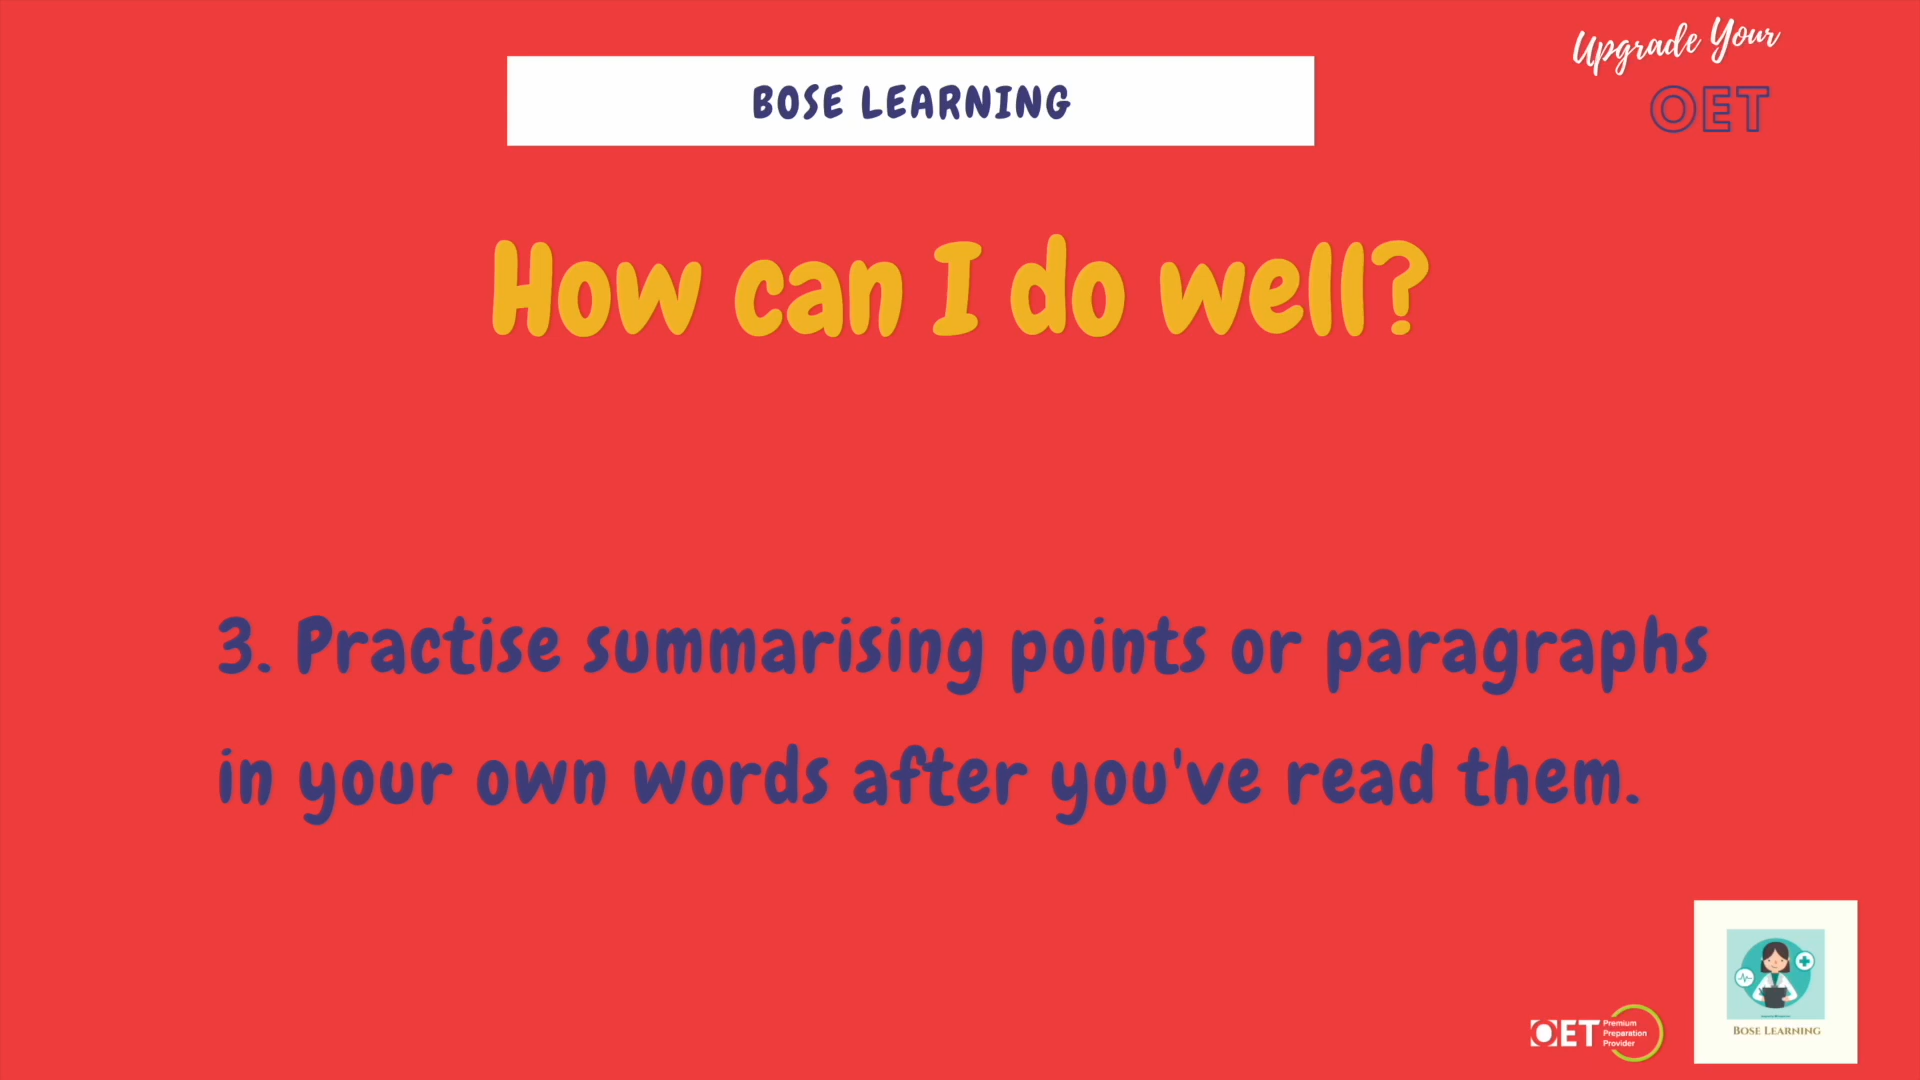 Upgrade Your
OET
BOSE LEARNING
How can I do well?
3. Practise summarising points or paragraphs
in your own words after you've read them.
OET Premium
Preparation
Provider
BOSE LEARNING